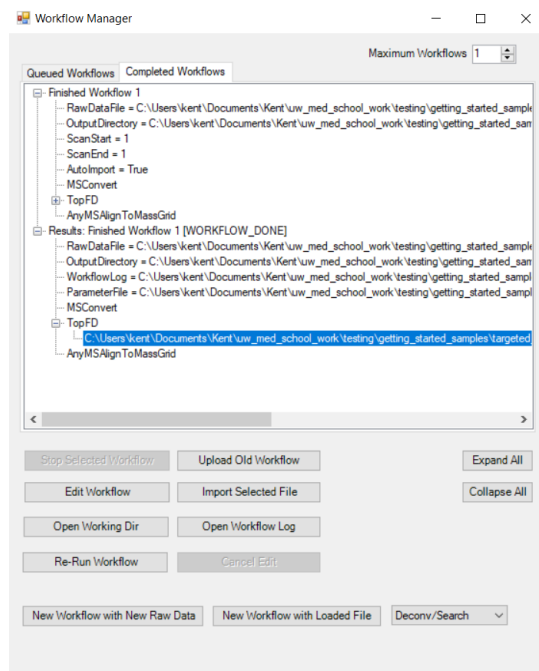 Workflow Manager
Maximum Workflows 1
Queued Workflows Completed Workflows
Finished Workflow 1
RawDataFile = C:\Users\kent\Documents\Kent\uw_med_school_work\testing\getting_started_sample
OutputDirectory = C:\Users\kent\Documents\Kent\uw_med_school_work\testing\getting_started_sam
ScanStart = 1
ScanEnd = 1
AutoImport = True
MSConvert
TopFD
AnyMSAlignToMassGrid
Results: Finished Workflow 1 [WORKFLOW_DONE]
RawDataFile = C:\Users\kent\Documents\Kent\uw_med_school_work\testing\getting_started_sample
OutputDirectory = C:\Users\kent\Documents\Kent\uw_med_school_work\testing\getting_started_sam
WorkflowLog = C:\Users\kent\Documents\Kent\uw_med_school_work\testing\getting_started_sampl
ParameterFile = C:\Users\kent\Documents\Kent\uw_med_school_work\testing\getting_started_sampl
MSConvert
TopFD
C:\Users\kent\Documents\Kent\uw_med_school_work\testing\getting_started_samples\targeted
AnyMSAlignToMassGrid
Stop Selected Workflow Upload Old Workflow Expand All
Edit Workflow Import Selected File Collapse All
Open Working Dir Open Workflow Log
Re-Run Workflow Cancel Edit
New Workflow with New Raw Data New Workflow with Loaded File Deconv/Search